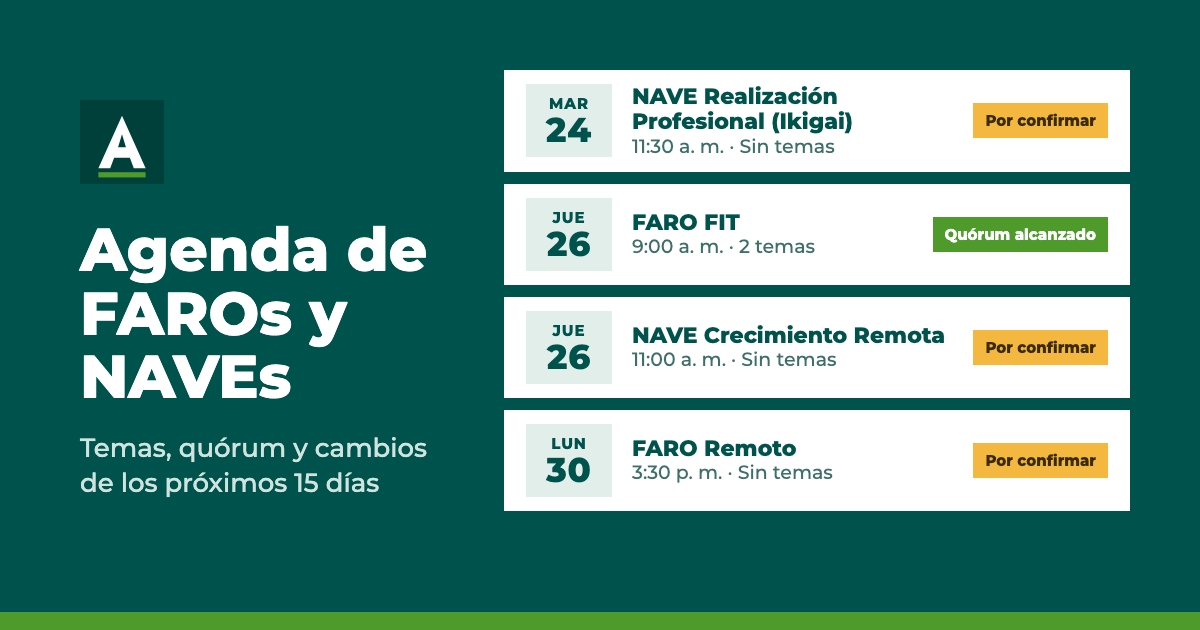 A
Agenda de
FAROs y
NAVEs
Temas, quórum y cambios
de los próximos 15 días
MAR
24
NAVE Realización
Profesional (Ikigai)
11:30 a. m. · Sin temas
Por confirmar
JUE
26
FARO FIT
9:00 a. m. · 2 temas
Quórum alcanzado
JUE
26
NAVE Crecimiento Remota
11:00 a. m. · Sin temas
Por confirmar
LUN
30
FARO Remoto
3:30 p. m. · Sin temas
Por confirmar